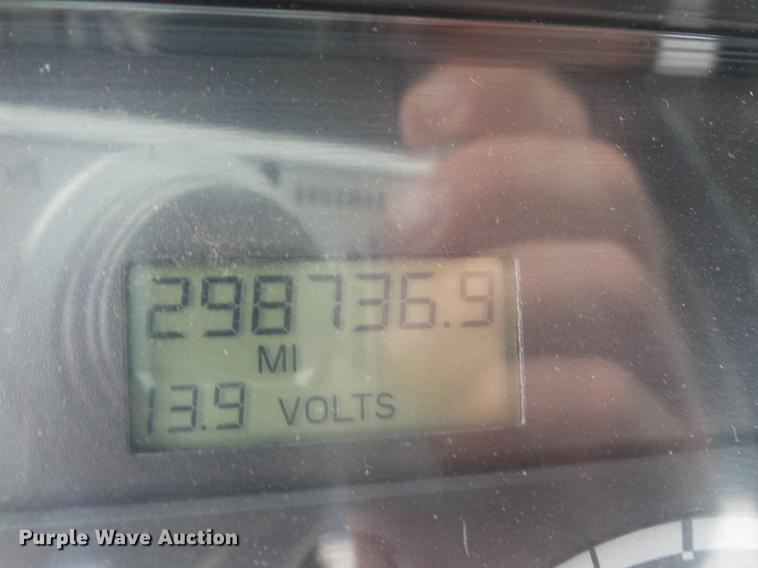 298736.9
MI
13.9 VOLTS
Purple Wave Auction